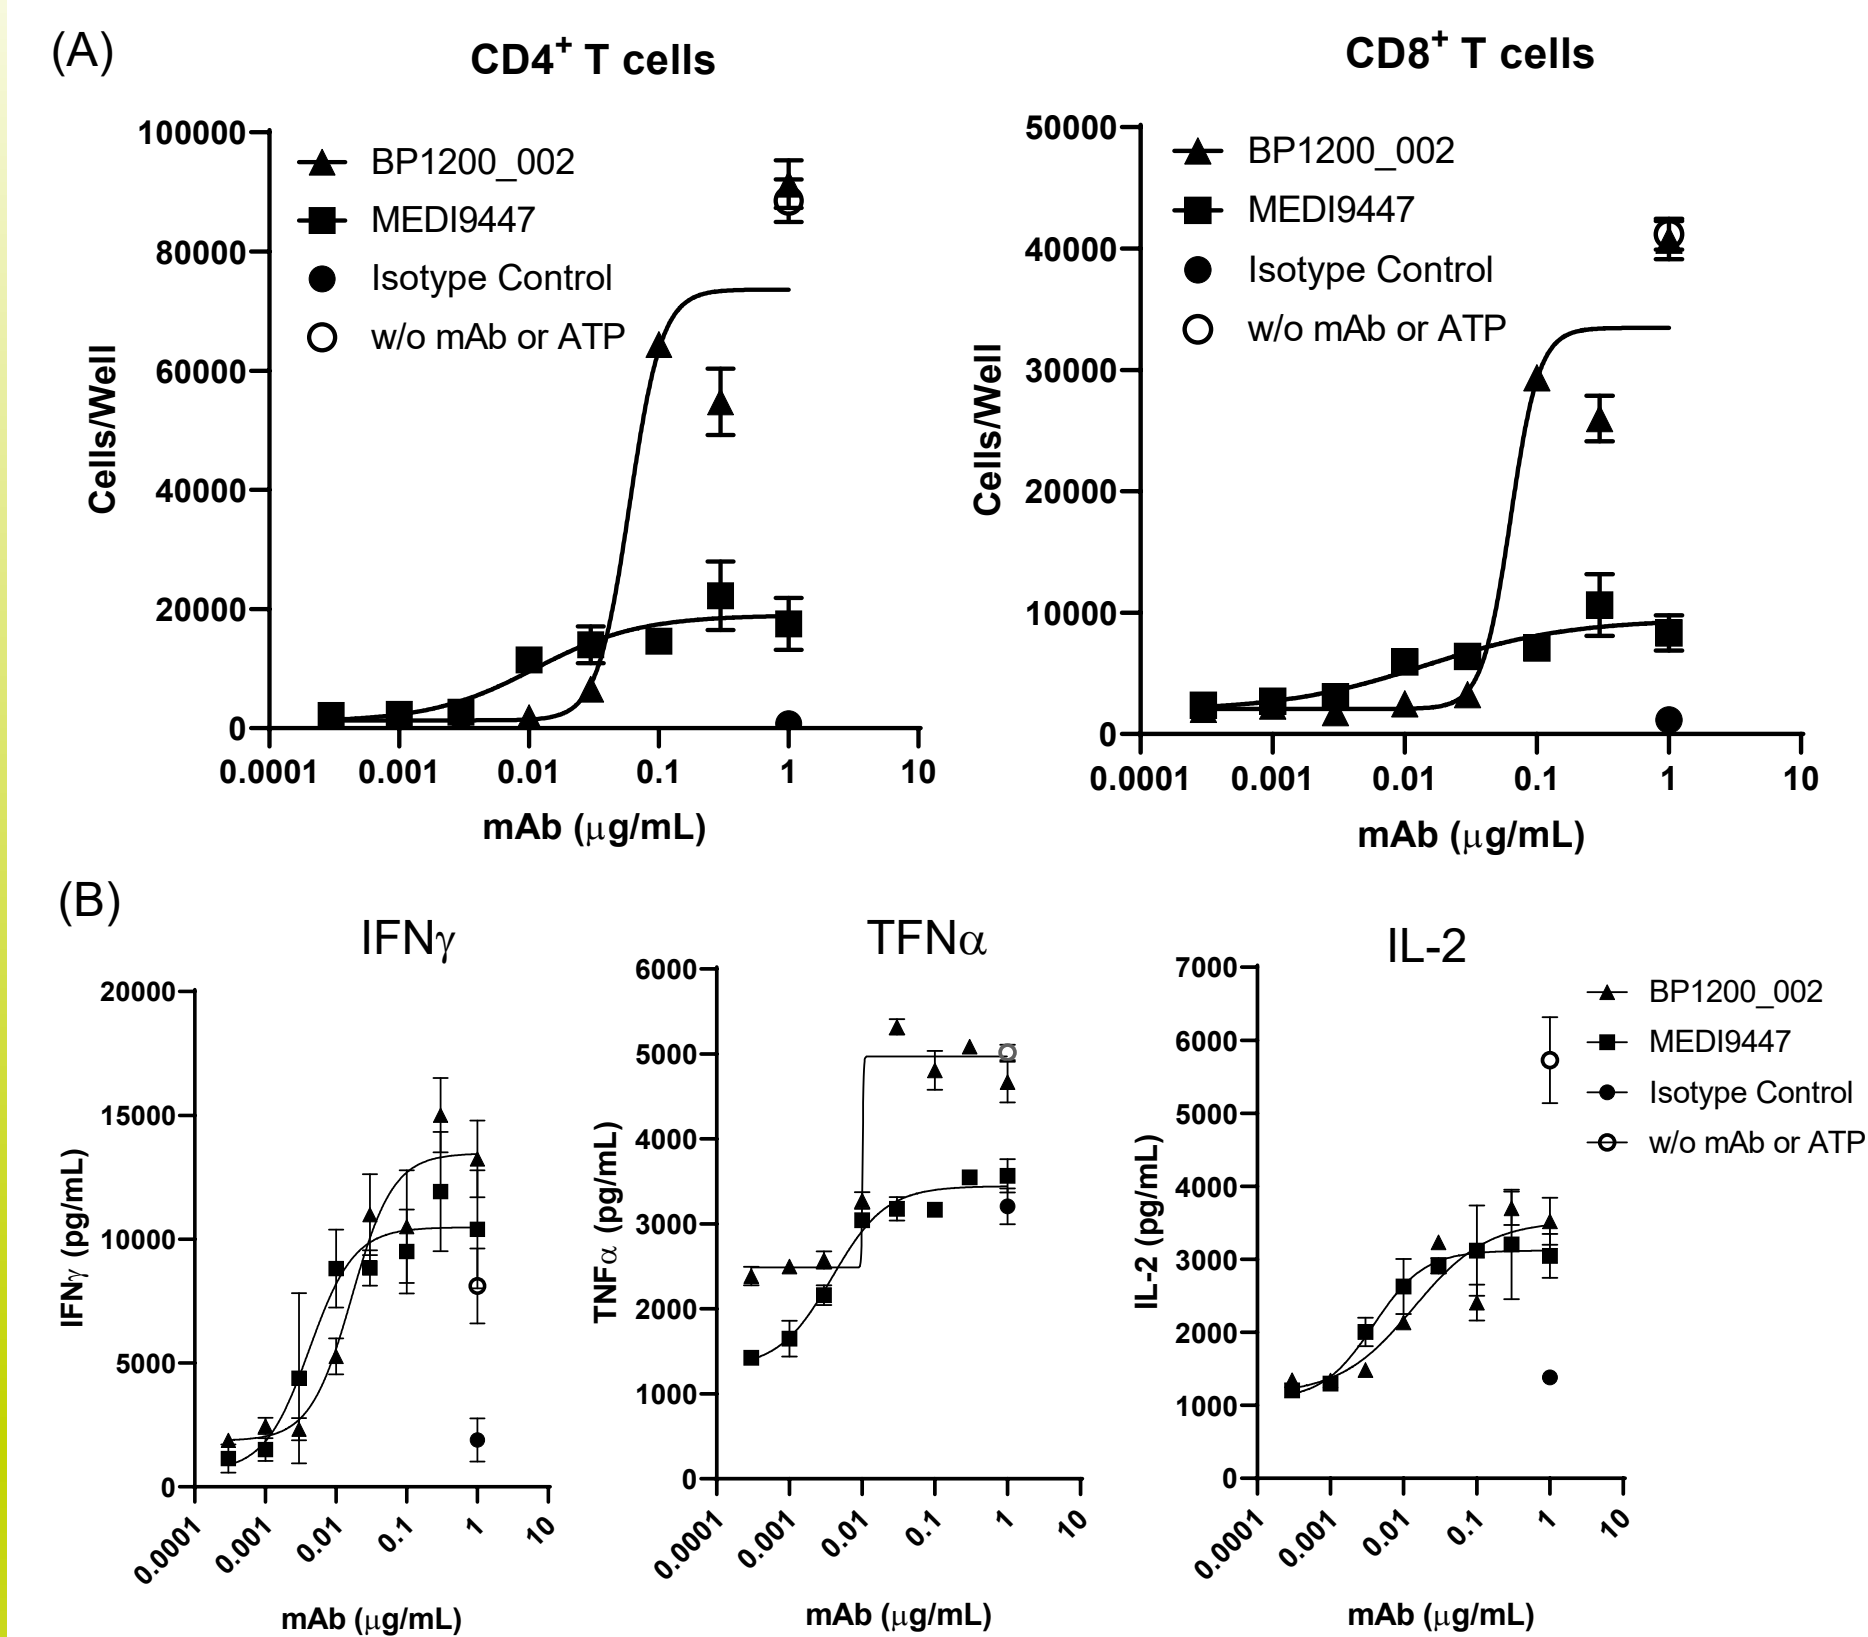 (A)
CD4+ T cells
100000
80000
60000
40000
20000
0
Cells/Well
BP1200_002
MEDI9447
Isotype Control
w/o mAb or ATP
0.0001 0.001 0.01 0.1 1 10
mAb (μg/mL)
CD8+ T cells
50000
40000
30000
20000
10000
0
Cells/Well
BP1200_002
MEDI9447
Isotype Control
w/o mAb or ATP
0.0001 0.001 0.01 0.1 1 10
mAb (μg/mL)
(B)
IFNγ
20000
15000
10000
5000
0
IFNγ (pg/mL)
0.0001 0.001 0.01 0.1 1 10
mAb (μg/mL)
TFNα
6000
5000
4000
3000
2000
1000
0
TNFα (pg/mL)
0.0001 0.001 0.01 0.1 1 10
mAb (μg/mL)
IL-2
7000
6000
5000
4000
3000
2000
1000
0
IL-2 (pg/mL)
0.0001 0.001 0.01 0.1 1 10
mAb (μg/mL)
BP1200_002
MEDI9447
Isotype Control
w/o mAb or ATP